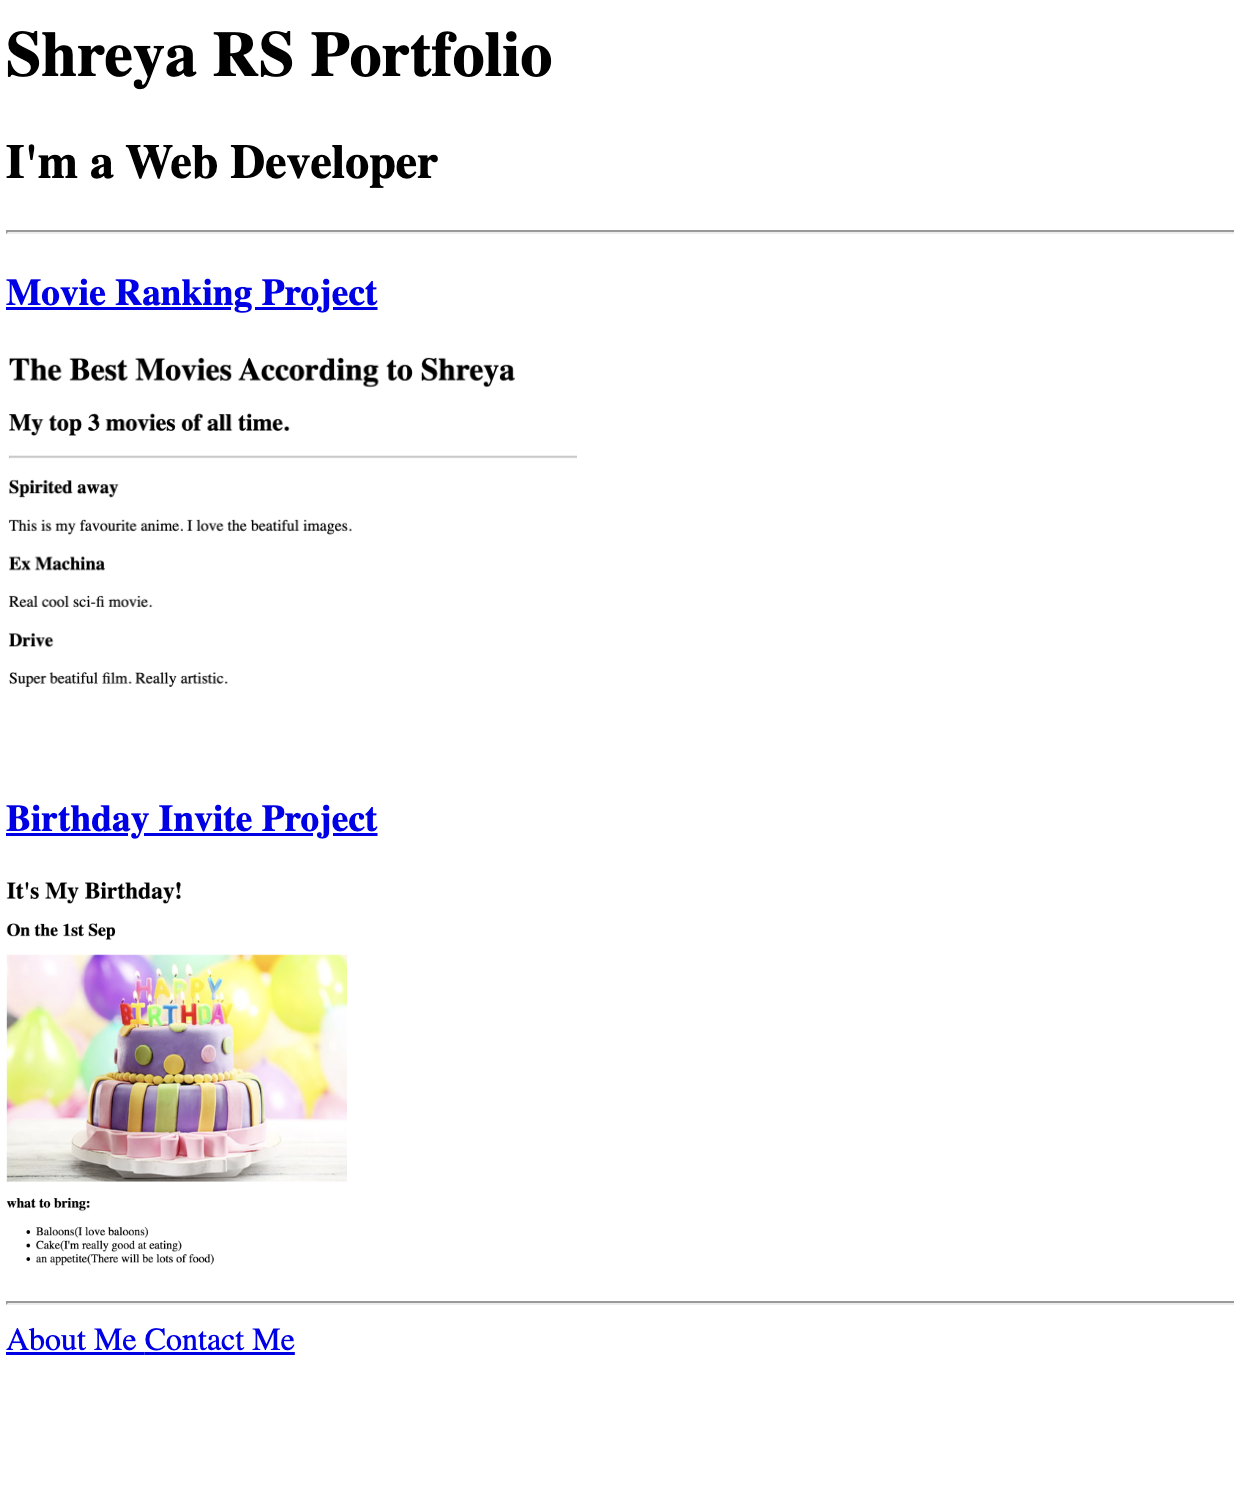 Shreya RS Portfolio
I'm a Web Developer
Movie Ranking Project
The Best Movies According to Shreya
My top 3 movies of all time.
Spirited away
This is my favourite anime. I love the beatiful images.
Ex Machina
Real cool sci-fi movie.
Drive
Super beatiful film. Really artistic.
Birthday Invite Project
It's My Birthday!
On the 1st Sep
HAPPY
BIRTHDAY
what to bring:
• Baloons(I love baloons)
• Cake(I'm really good at eating)
• an appetite(There will be lots of food)
About Me Contact Me